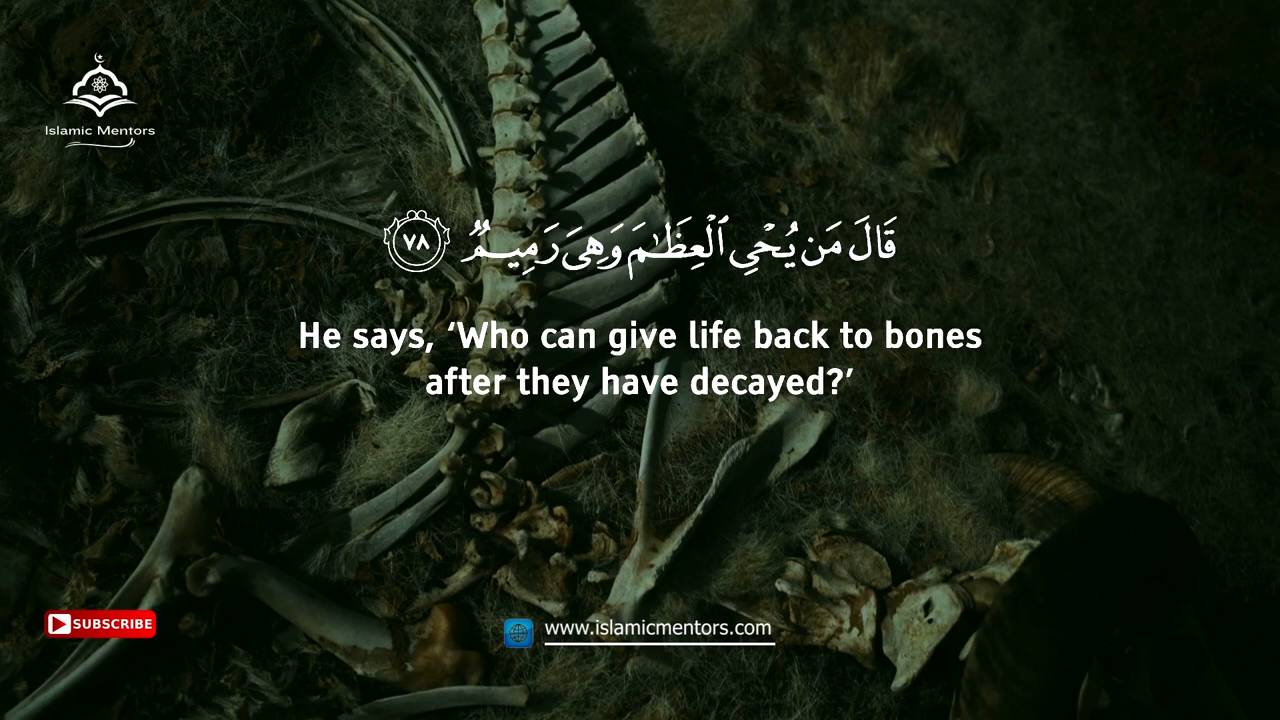 Islamic Mentors
قَالَ مَن يُحْيِ ٱلْعِظَـٰمَ وَهِىَ رَمِيمٌ ٧٨
He says, ‘Who can give life back to bones
after they have decayed?’
SUBSCRIBE
www.islamicmentors.com